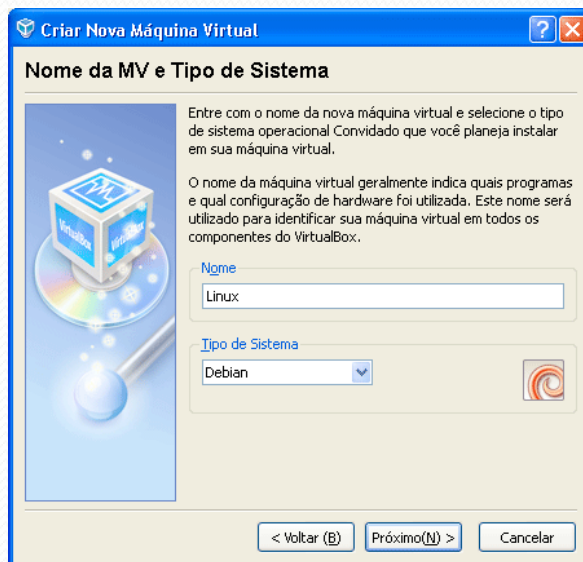 Criar Nova Máquina Virtual
Nome da MV e Tipo de Sistema
Entre com o nome da nova máquina virtual e selecione o tipo
de sistema operacional Convidado que você planeja instalar
em sua máquina virtual.
O nome da máquina virtual geralmente indica quais programas
e qual configuração de hardware foi utilizada. Este nome será
utilizado para identificar sua máquina virtual em todos os
componentes do VirtualBox.
VirtualBox VirtualBox
Nome
Linux
Tipo de Sistema
Debian
< Voltar (B) Próximo(N) > Cancelar